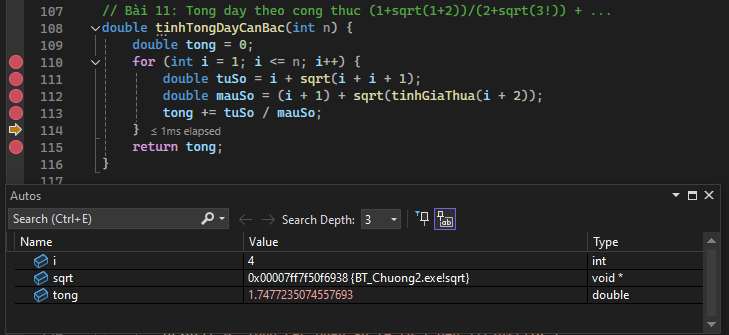 107 // Bài 11: Tong day theo cong thuc (1+sqrt(1+2))/(2+sqrt(3!)) + ...
108 double tinhTongDayCanBac(int n) {
109 double tong = 0;
110 for (int i = 1; i <= n; i++) {
111 double tuSo = i + sqrt(i + i + 1);
112 double mauSo = (i + 1) + sqrt(tinhGiaThua(i + 2));
113 tong += tuSo / mauSo;
114 } ≤ 1ms elapsed
115 return tong;
116 }
117
Autos
Search (Ctrl+E) Search Depth: 3
Name Value Type
i 4 int
sqrt 0x00007ff7f50f6938 {BT_Chuong2.exe!sqrt} void *
tong 1.7477235074557693 double